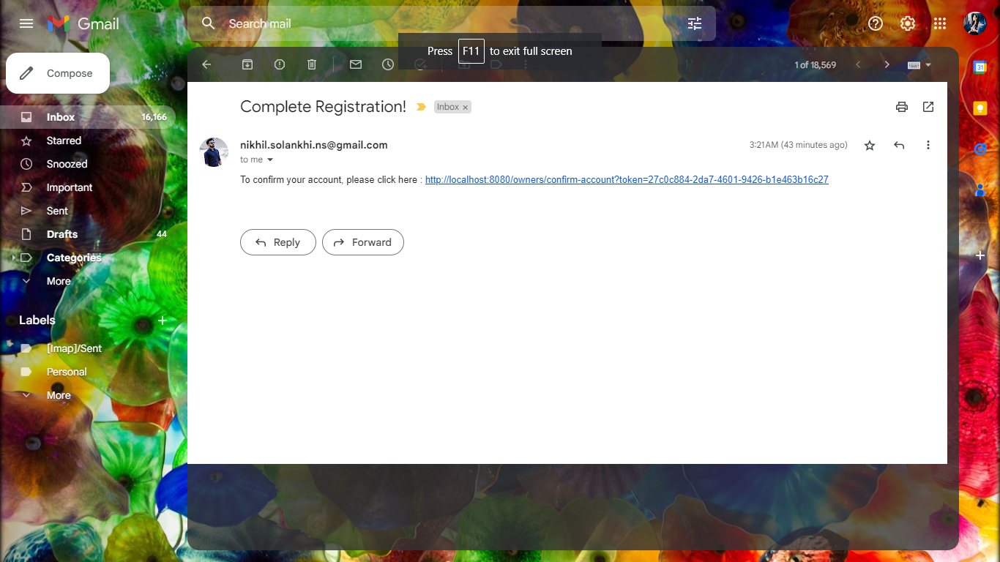 Gmail
Search mail
Press F11 to exit full screen
Compose
1 of 18,569
31
Inbox 16,166
Starred
Snoozed
Important
Sent
Drafts 44
Categories
More
Labels
[Imap]/Sent
Personal
More
Complete Registration!
Inbox ×
nikhil.solankhi.ns@gmail.com
3:21 AM (43 minutes ago)
to me
To confirm your account, please click here : http://localhost:8080/owners/confirm-account?token=27c0c884-2da7-4601-9426-b1e463b16c27
Reply
Forward